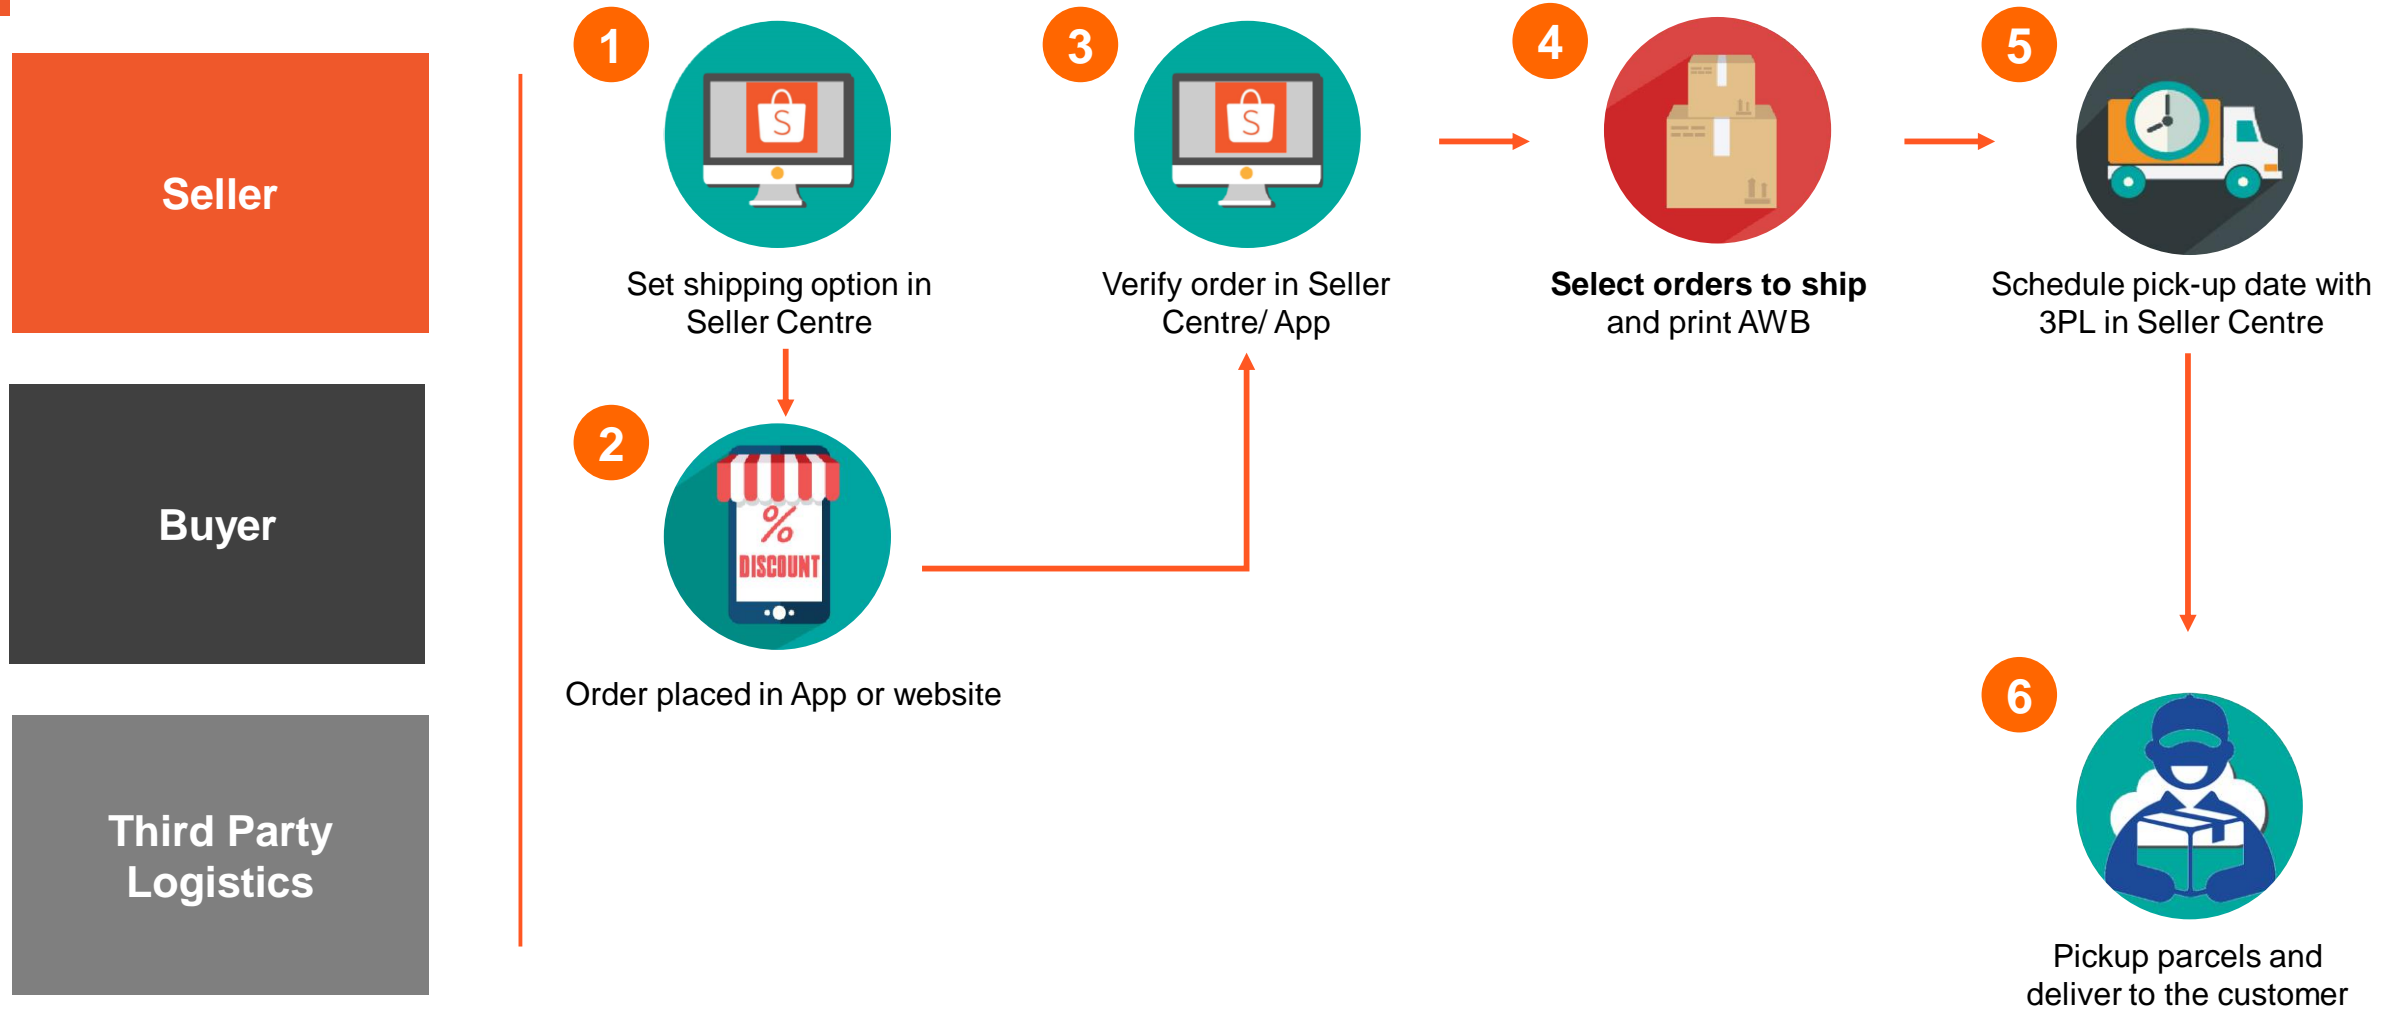 Seller
Buyer
Third Party
Logistics
1
S
Set shipping option in
Seller Centre
2
%
DISCOUNT
Order placed in App or website
3
S
Verify order in Seller
Centre/ App
4
Select orders to ship
and print AWB
5
Schedule pick-up date with
3PL in Seller Centre
6
Pickup parcels and
deliver to the customer